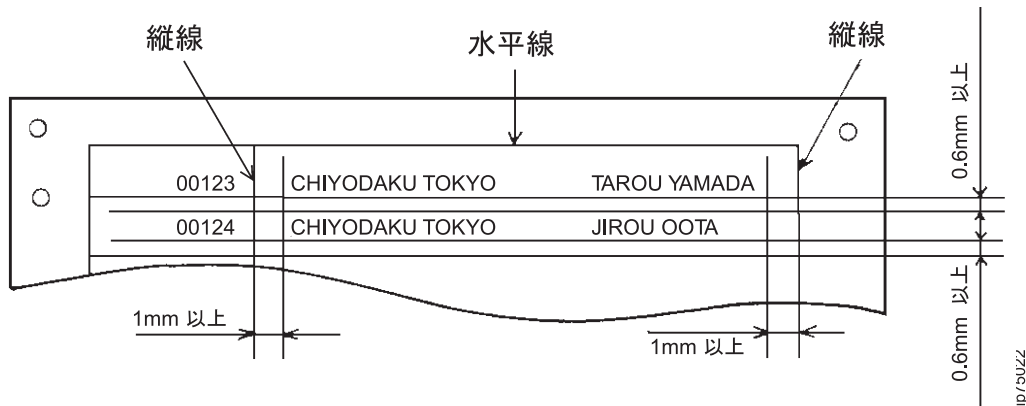 縦線
水平線
縦線
0.6mm 以上
00123 CHIYODAKU TOKYO TAROU YAMADA
00124 CHIYODAKU TOKYO JIROU OOTA
1mm 以上
1mm 以上
0.6mm 以上